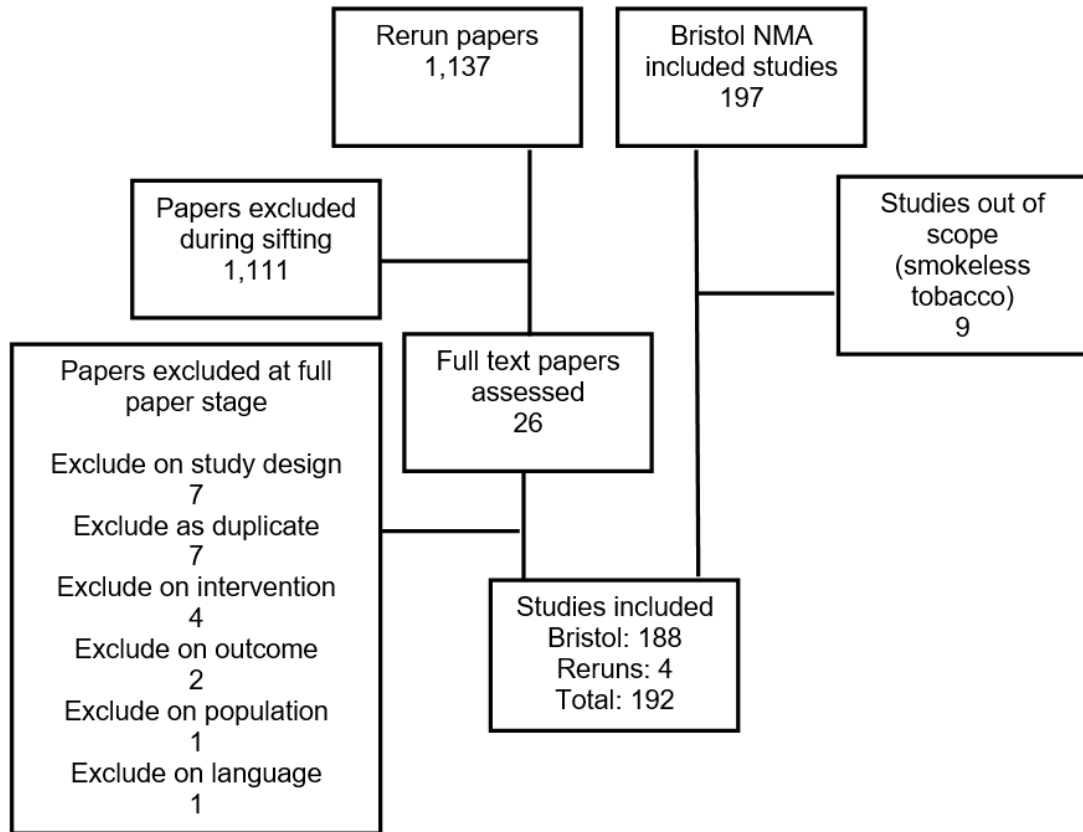 Rerun papers
1,137
Bristol NMA
included studies
197
Papers excluded
during sifting
1,111
Studies out of
scope
(smokeless
tobacco)
9
Full text papers
assessed
26
Papers excluded at full
paper stage
Exclude on study design
7
Exclude as duplicate
7
Exclude on intervention
4
Exclude on outcome
2
Exclude on population
1
Exclude on language
1
Studies included
Bristol: 188
Reruns: 4
Total: 192